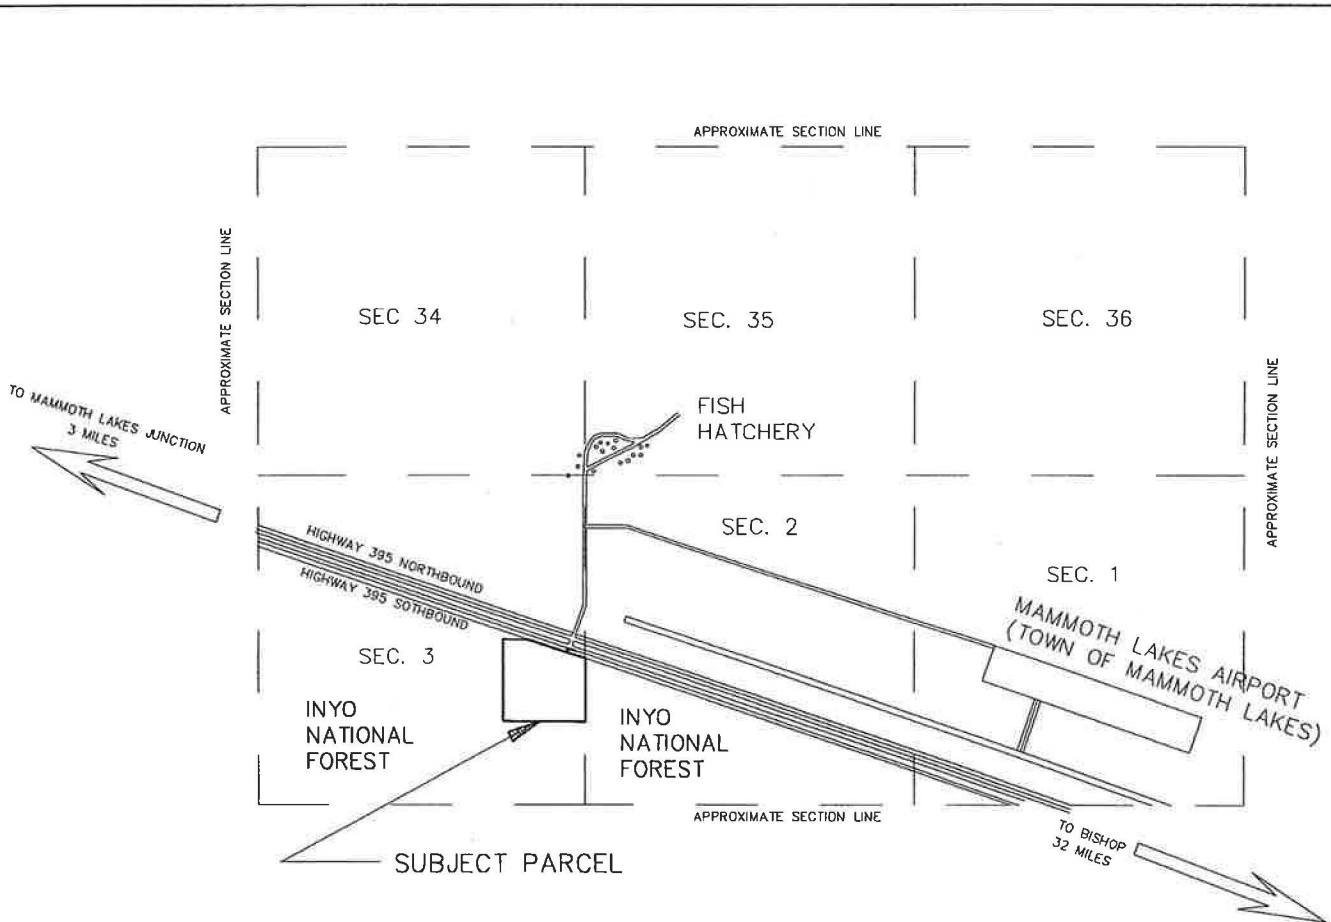 APPROXIMATE SECTION LINE
APPROXIMATE SECTION LINE
SEC 34
SEC. 35
SEC. 36
TO MAMMOTH LAKES JUNCTION
3 MILES
FISH
HATCHERY
APPROXIMATE SECTION LINE
HIGHWAY 395 NORTHBOUND
HIGHWAY 395 SOTHBOUND
SEC. 2
SEC. 1
MAMMOTH LAKES AIRPORT
(TOWN OF MAMMOTH LAKES)
SEC. 3
INYO
NATIONAL
FOREST
INYO
NATIONAL
FOREST
APPROXIMATE SECTION LINE
TO BISHOP
32 MILES
SUBJECT PARCEL